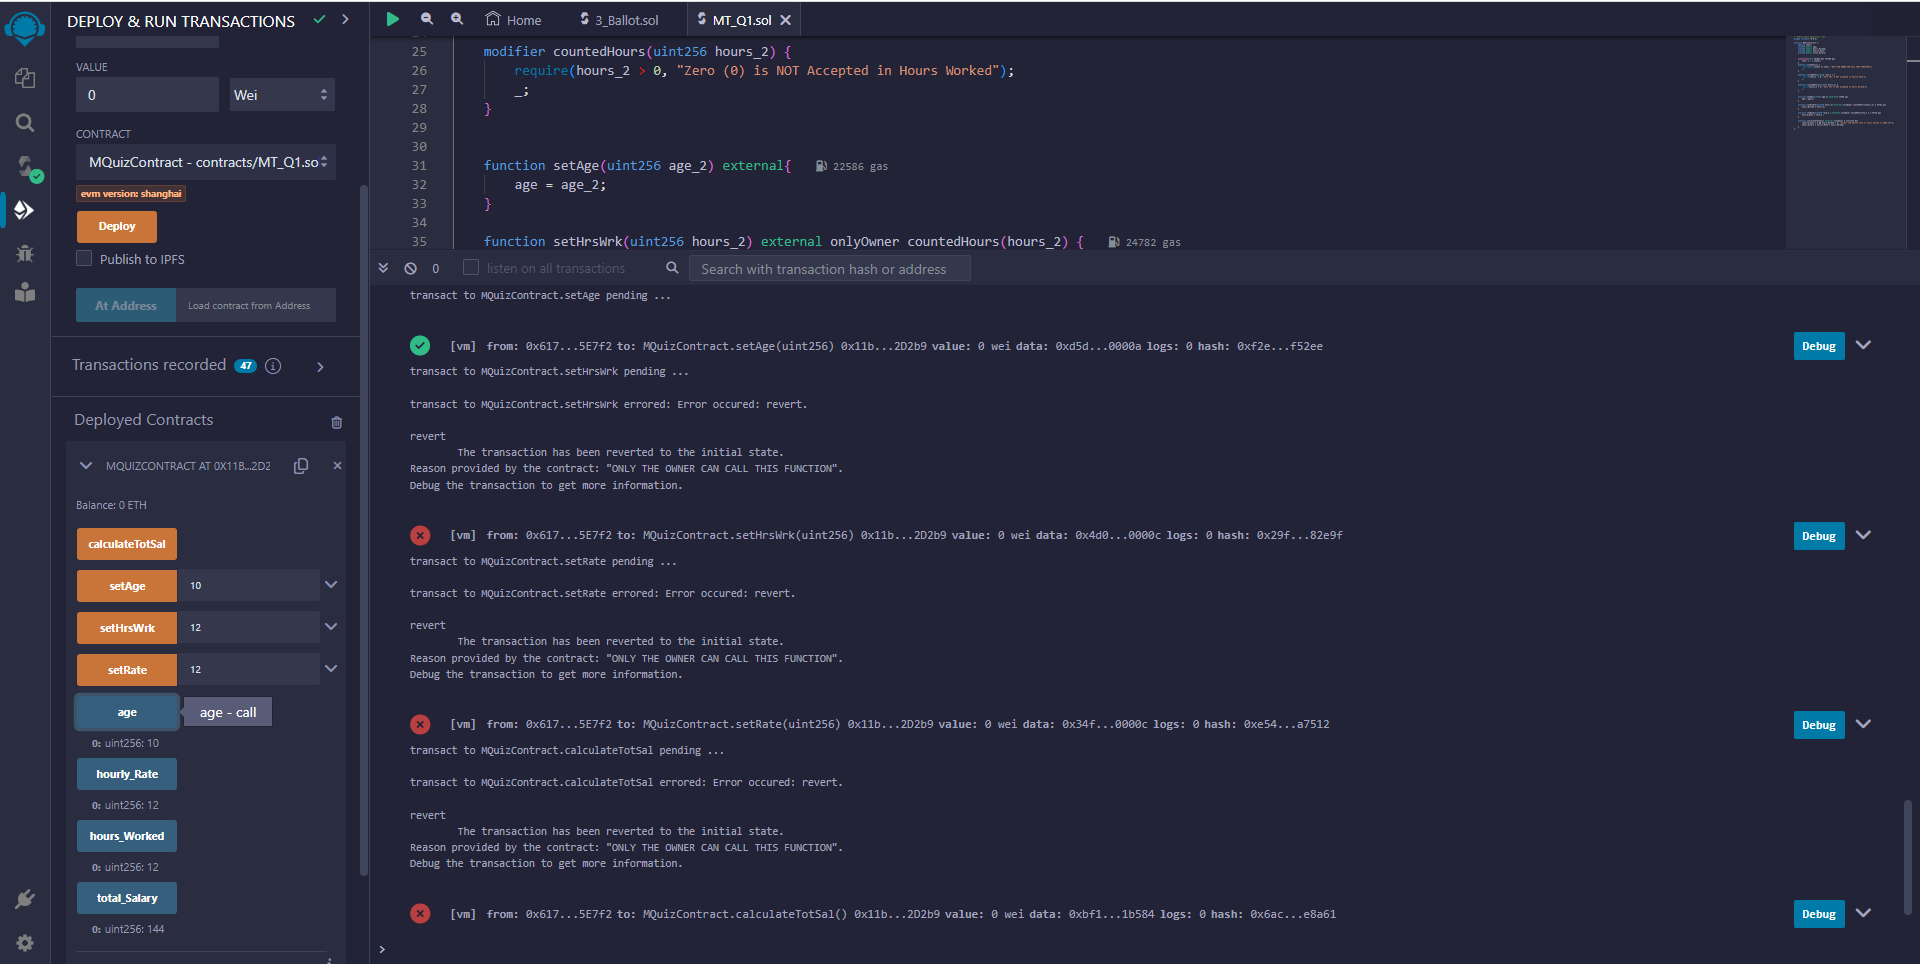 DEPLOY & RUN TRANSACTIONS
VALUE
0
Wei
CONTRACT
MQuizContract - contracts/MT_Q1.so
evm version: shanghai
Deploy
Publish to IPFS
At Address
Load contract from Address
Transactions recorded 47 i
Deployed Contracts
MQUIZCONTRACT AT 0X11B...2D2
Balance: 0 ETH
calculateTotSal
setAge 10
setHrsWrk 12
setRate 12
age
age - call
0: uint256: 10
hourly_Rate
0: uint256: 12
hours_Worked
0: uint256: 12
total_Salary
0: uint256: 144
Home
3_Ballot.sol
MT_Q1.sol
25 modifier countedHours(uint256 hours_2) {
26 require(hours_2 > 0, "Zero (0) is NOT Accepted in Hours Worked");
27 _;
28 }
29
30
31 function setAge(uint256 age_2) external{ 22586 gas
32 age = age_2;
33 }
34
35 function setHrsWrk(uint256 hours_2) external onlyOwner countedHours(hours_2) { 24782 gas
0 listen on all transactions Search with transaction hash or address
transact to MQuizContract.setAge pending ...
[vm] from: 0x617...5E7f2 to: MQuizContract.setAge(uint256) 0x11b...2D2b9 value: 0 wei data: 0xd5d...0000a logs: 0 hash: 0xf2e...f52ee Debug
transact to MQuizContract.setHrsWrk pending ...
transact to MQuizContract.setHrsWrk errored: Error occured: revert.
revert
The transaction has been reverted to the initial state.
Reason provided by the contract: "ONLY THE OWNER CAN CALL THIS FUNCTION".
Debug the transaction to get more information.
[vm] from: 0x617...5E7f2 to: MQuizContract.setHrsWrk(uint256) 0x11b...2D2b9 value: 0 wei data: 0x4d0...0000c logs: 0 hash: 0x29f...82e9f Debug
transact to MQuizContract.setRate pending ...
transact to MQuizContract.setRate errored: Error occured: revert.
revert
The transaction has been reverted to the initial state.
Reason provided by the contract: "ONLY THE OWNER CAN CALL THIS FUNCTION".
Debug the transaction to get more information.
[vm] from: 0x617...5E7f2 to: MQuizContract.setRate(uint256) 0x11b...2D2b9 value: 0 wei data: 0x34f...0000c logs: 0 hash: 0xe54...a7512 Debug
transact to MQuizContract.calculateTotSal pending ...
transact to MQuizContract.calculateTotSal errored: Error occured: revert.
revert
The transaction has been reverted to the initial state.
Reason provided by the contract: "ONLY THE OWNER CAN CALL THIS FUNCTION".
Debug the transaction to get more information.
[vm] from: 0x617...5E7f2 to: MQuizContract.calculateTotSal() 0x11b...2D2b9 value: 0 wei data: 0xbf1...1b584 logs: 0 hash: 0x6ac...e8a61 Debug
>